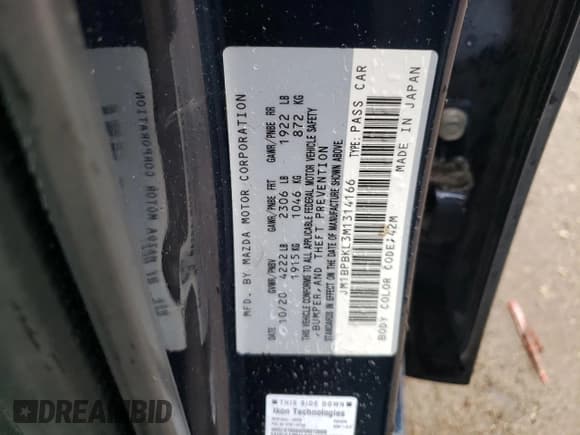 MFD. BY MAZDA MOTOR CORPORATION
GVWR/PNBV GAWR/PNBE FRT GAWR/PNBE RR
10/20 4222 LB 2306 LB 1922 LB
1915 KG 1046 KG 872 KG
THIS VEHICLE CONFORMS TO ALL APPLICABLE FEDERAL MOTOR VEHICLE SAFETY
,BUMPER,AND THEFT PREVENTION
STANDARDS IN EFFECT ON THE DATE OF MANUFACTURE SHOWN ABOVE.
JM1BPBKL3M1314166 TYPE: PASS CAR
BODY COLOR CODE:42M MADE IN JAPAN
THIS SIDE DOWN
Ikon Technologies
DREAMBID